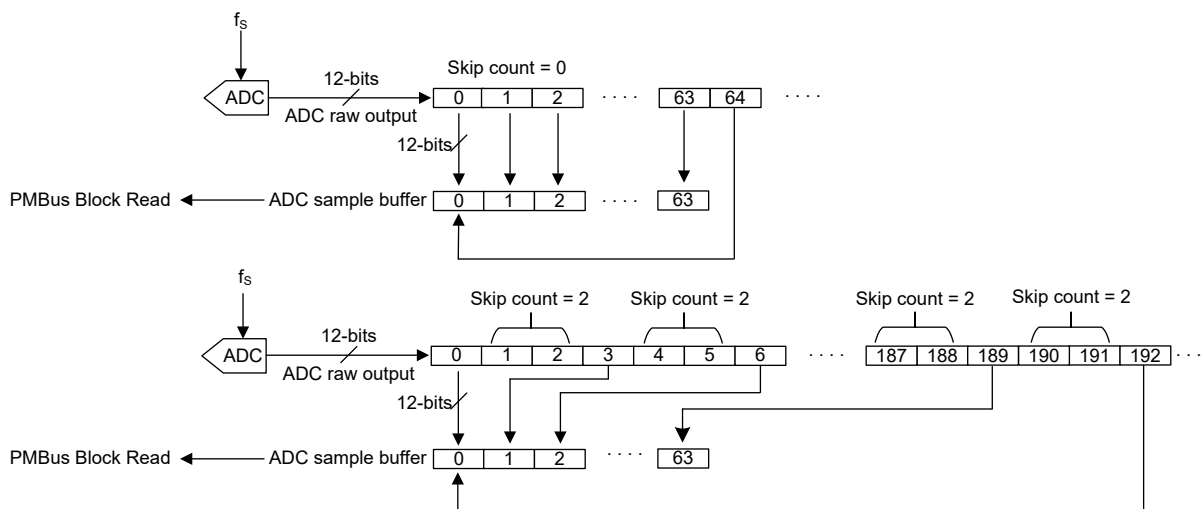 fS
12-bits
Skip count = 0
ADC
0 1 2 . . . . 63 64 . . . .
ADC raw output
12-bits
PMBus Block Read
ADC sample buffer
0 1 2 . . . . 63
fS
Skip count = 2 Skip count = 2 Skip count = 2 Skip count = 2
12-bits
ADC
0 1 2 3 4 5 6 . . . . 187 188 189 190 191 192 . . .
ADC raw output
12-bits
PMBus Block Read
ADC sample buffer
0 1 2 . . . . 63